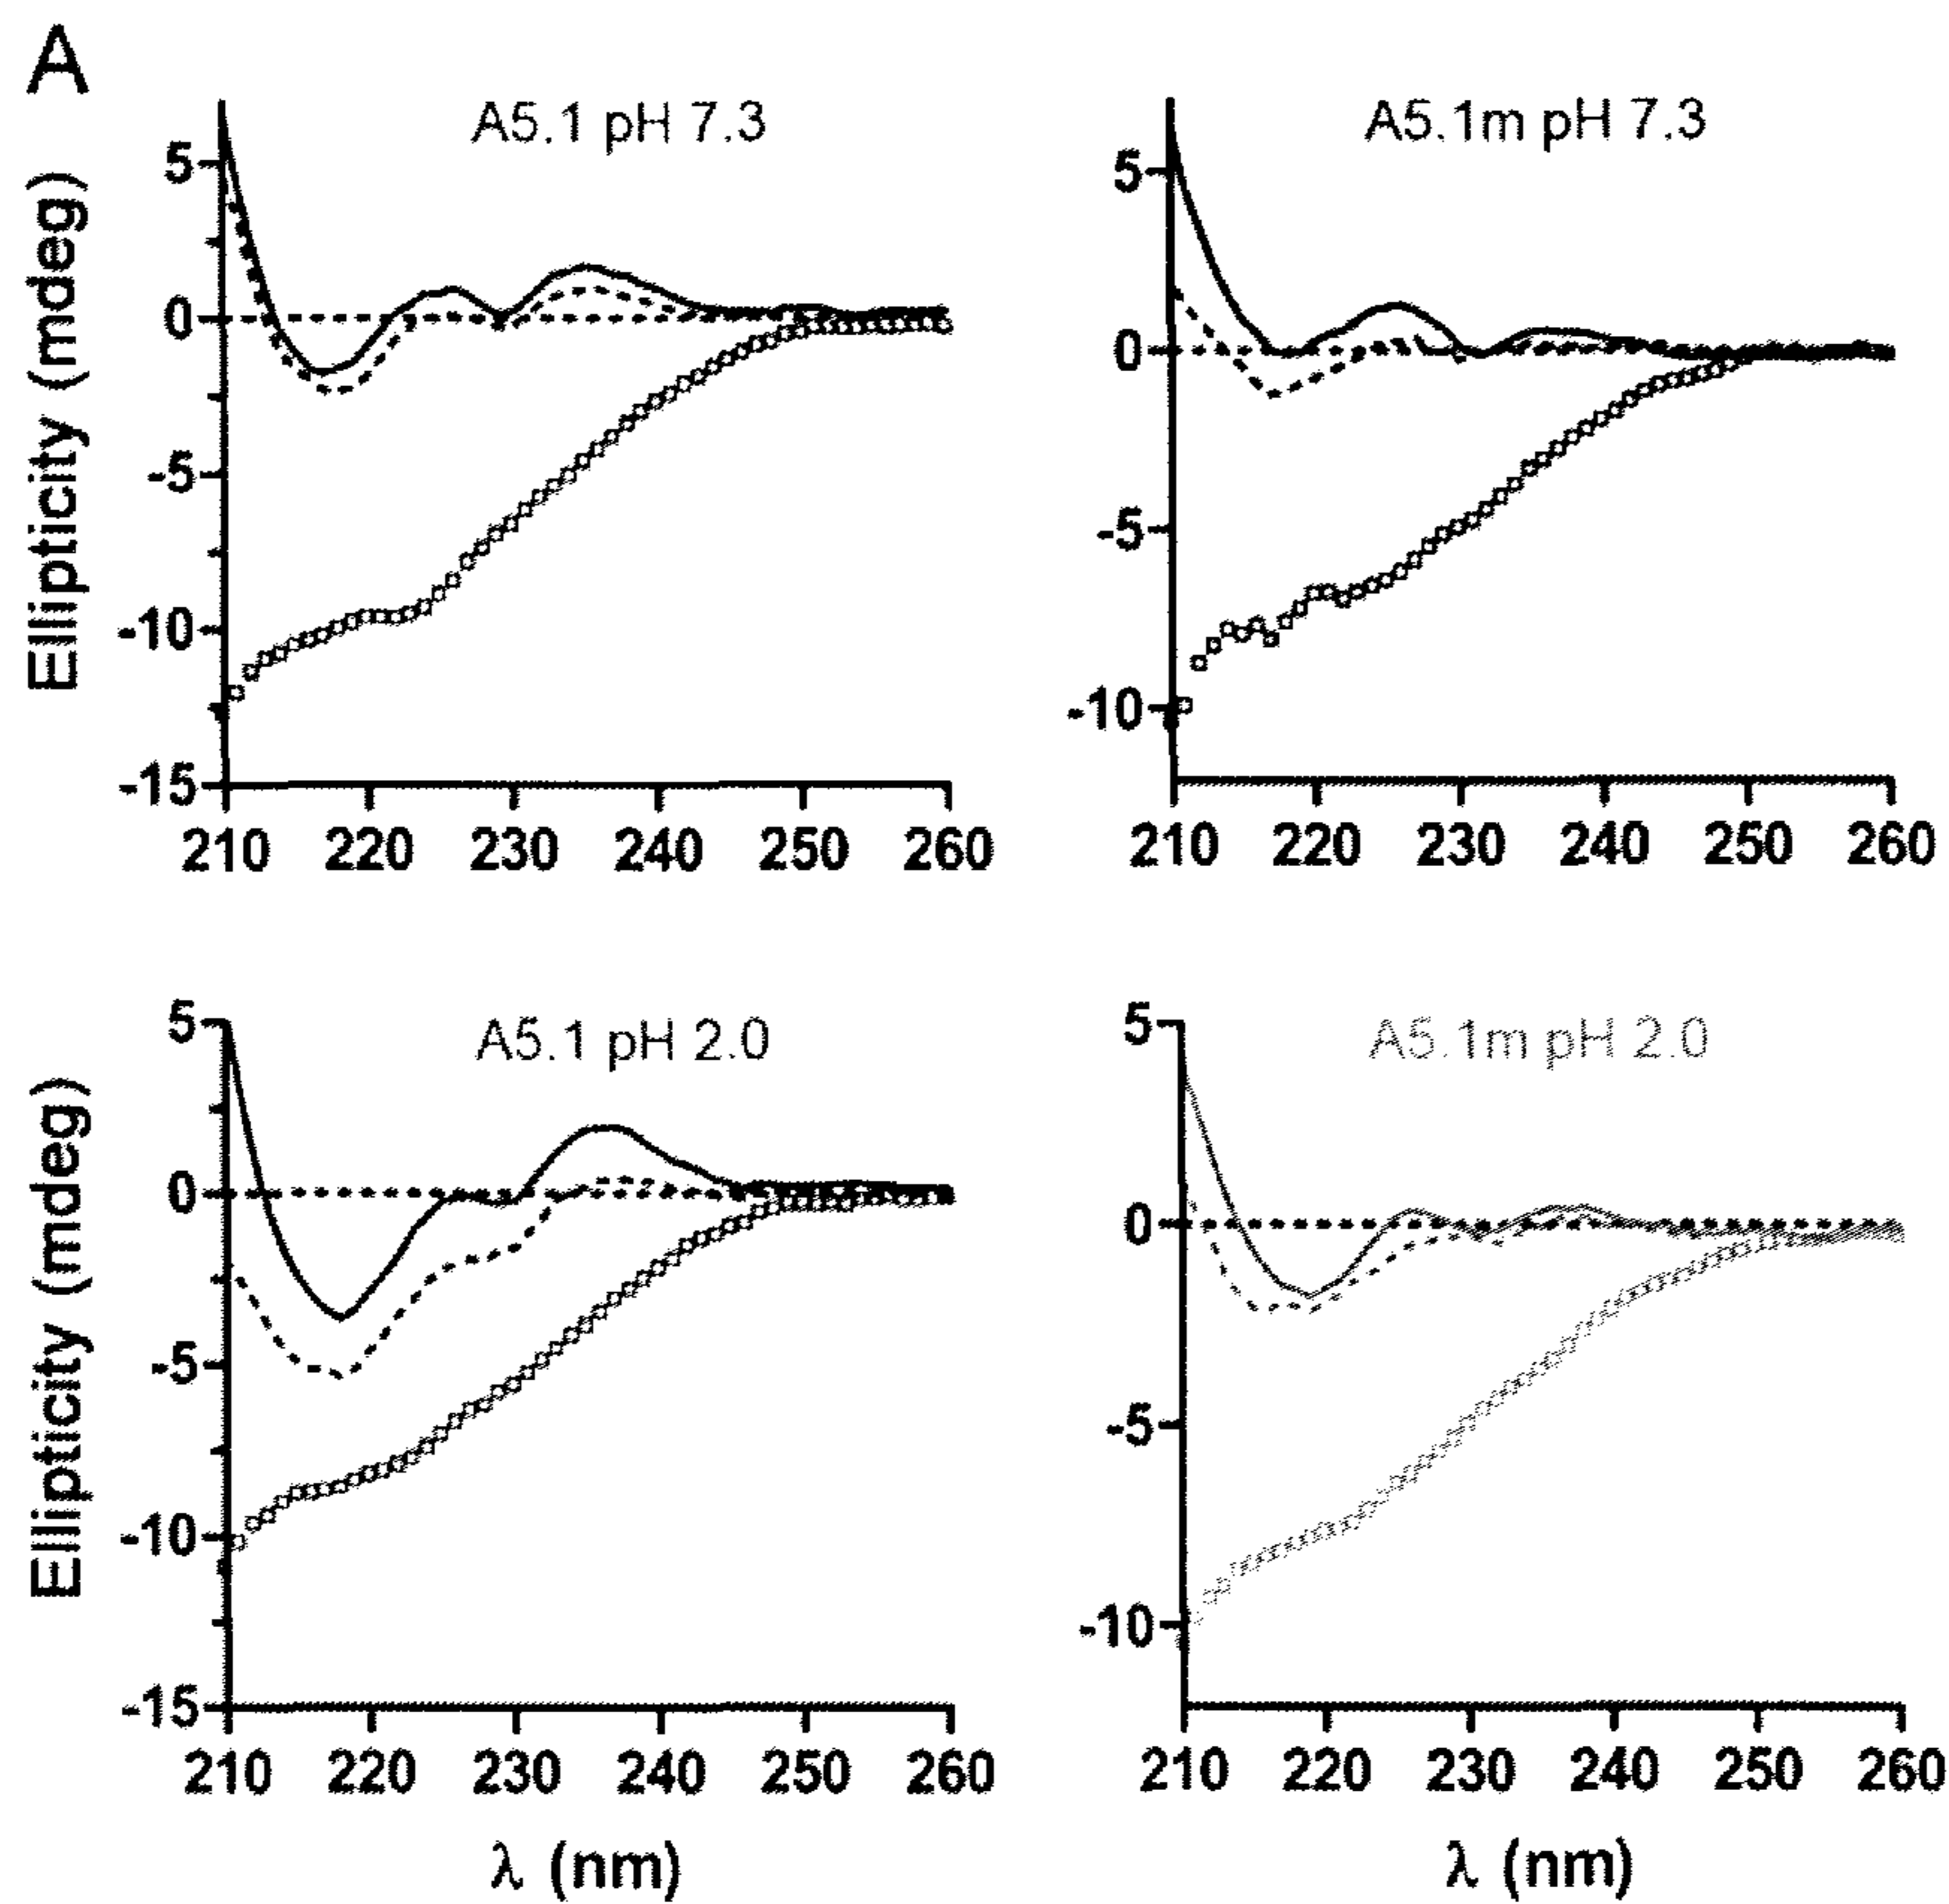 A
A5.1 pH 7.3
Ellipticity (mdeg)
5
0
-5
-10
-15
210 220 230 240 250 260
A5.1m pH 7.3
5
0
-5
-10
210 220 230 240 250 260
A5.1 pH 2.0
Ellipticity (mdeg)
5
0
-5
-10
-15
210 220 230 240 250 260
λ (nm)
A5.1m pH 2.0
5
0
-5
-10
210 220 230 240 250 260
λ (nm)